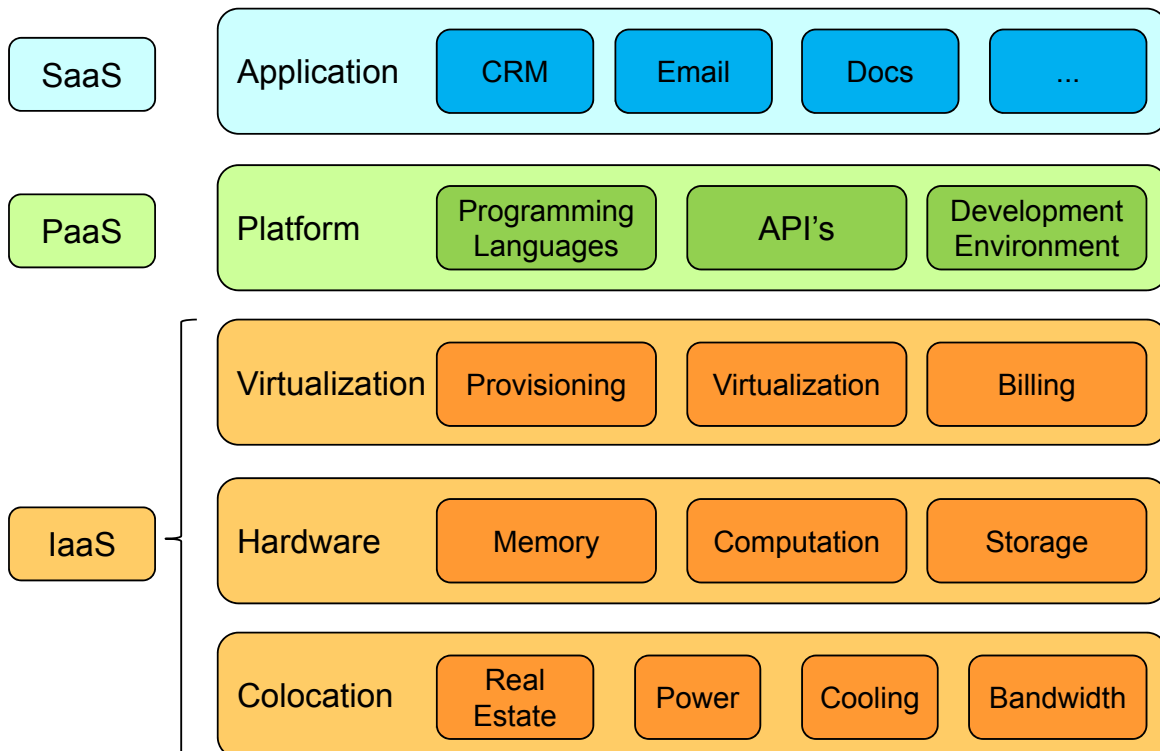 SaaS
Application
CRM
Email
Docs
...
PaaS
Platform
Programming
Languages
API's
Development
Environment
IaaS
Virtualization
Provisioning
Virtualization
Billing
Hardware
Memory
Computation
Storage
Colocation
Real
Estate
Power
Cooling
Bandwidth